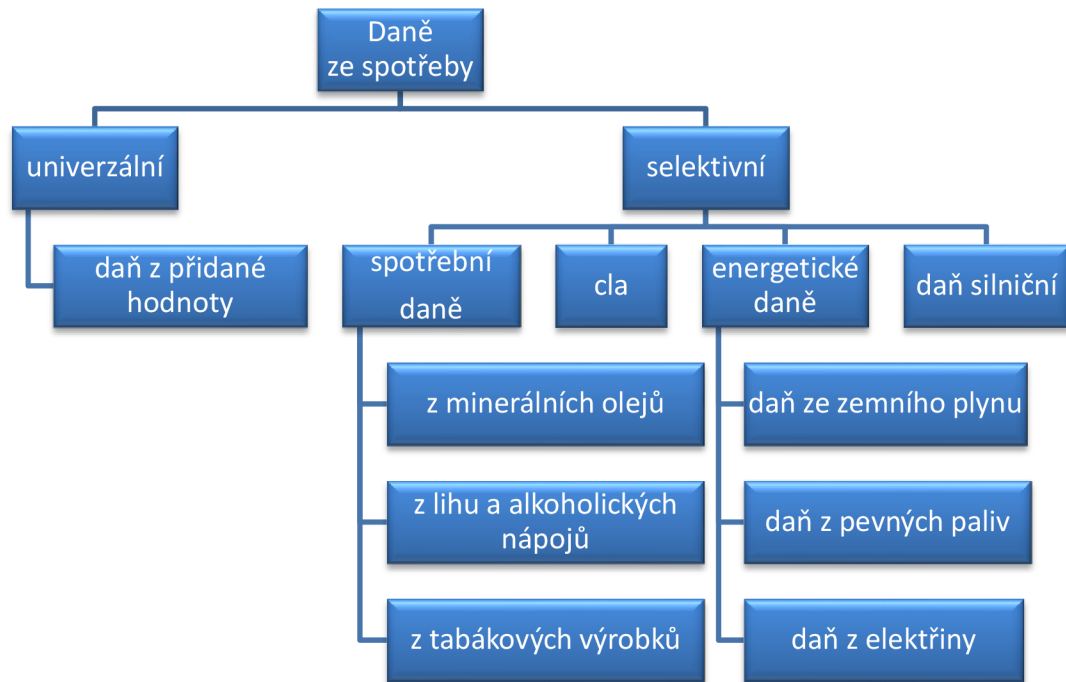 Daně
ze spotřeby
univerzální
selektivní
daň z přidané
hodnoty
spotřební
daně
cla
energetické
daně
daň silniční
z minerálních olejů
daň ze zemního plynu
z lihu a alkoholických
nápojů
daň z pevných paliv
z tabákových výrobků
daň z elektřiny